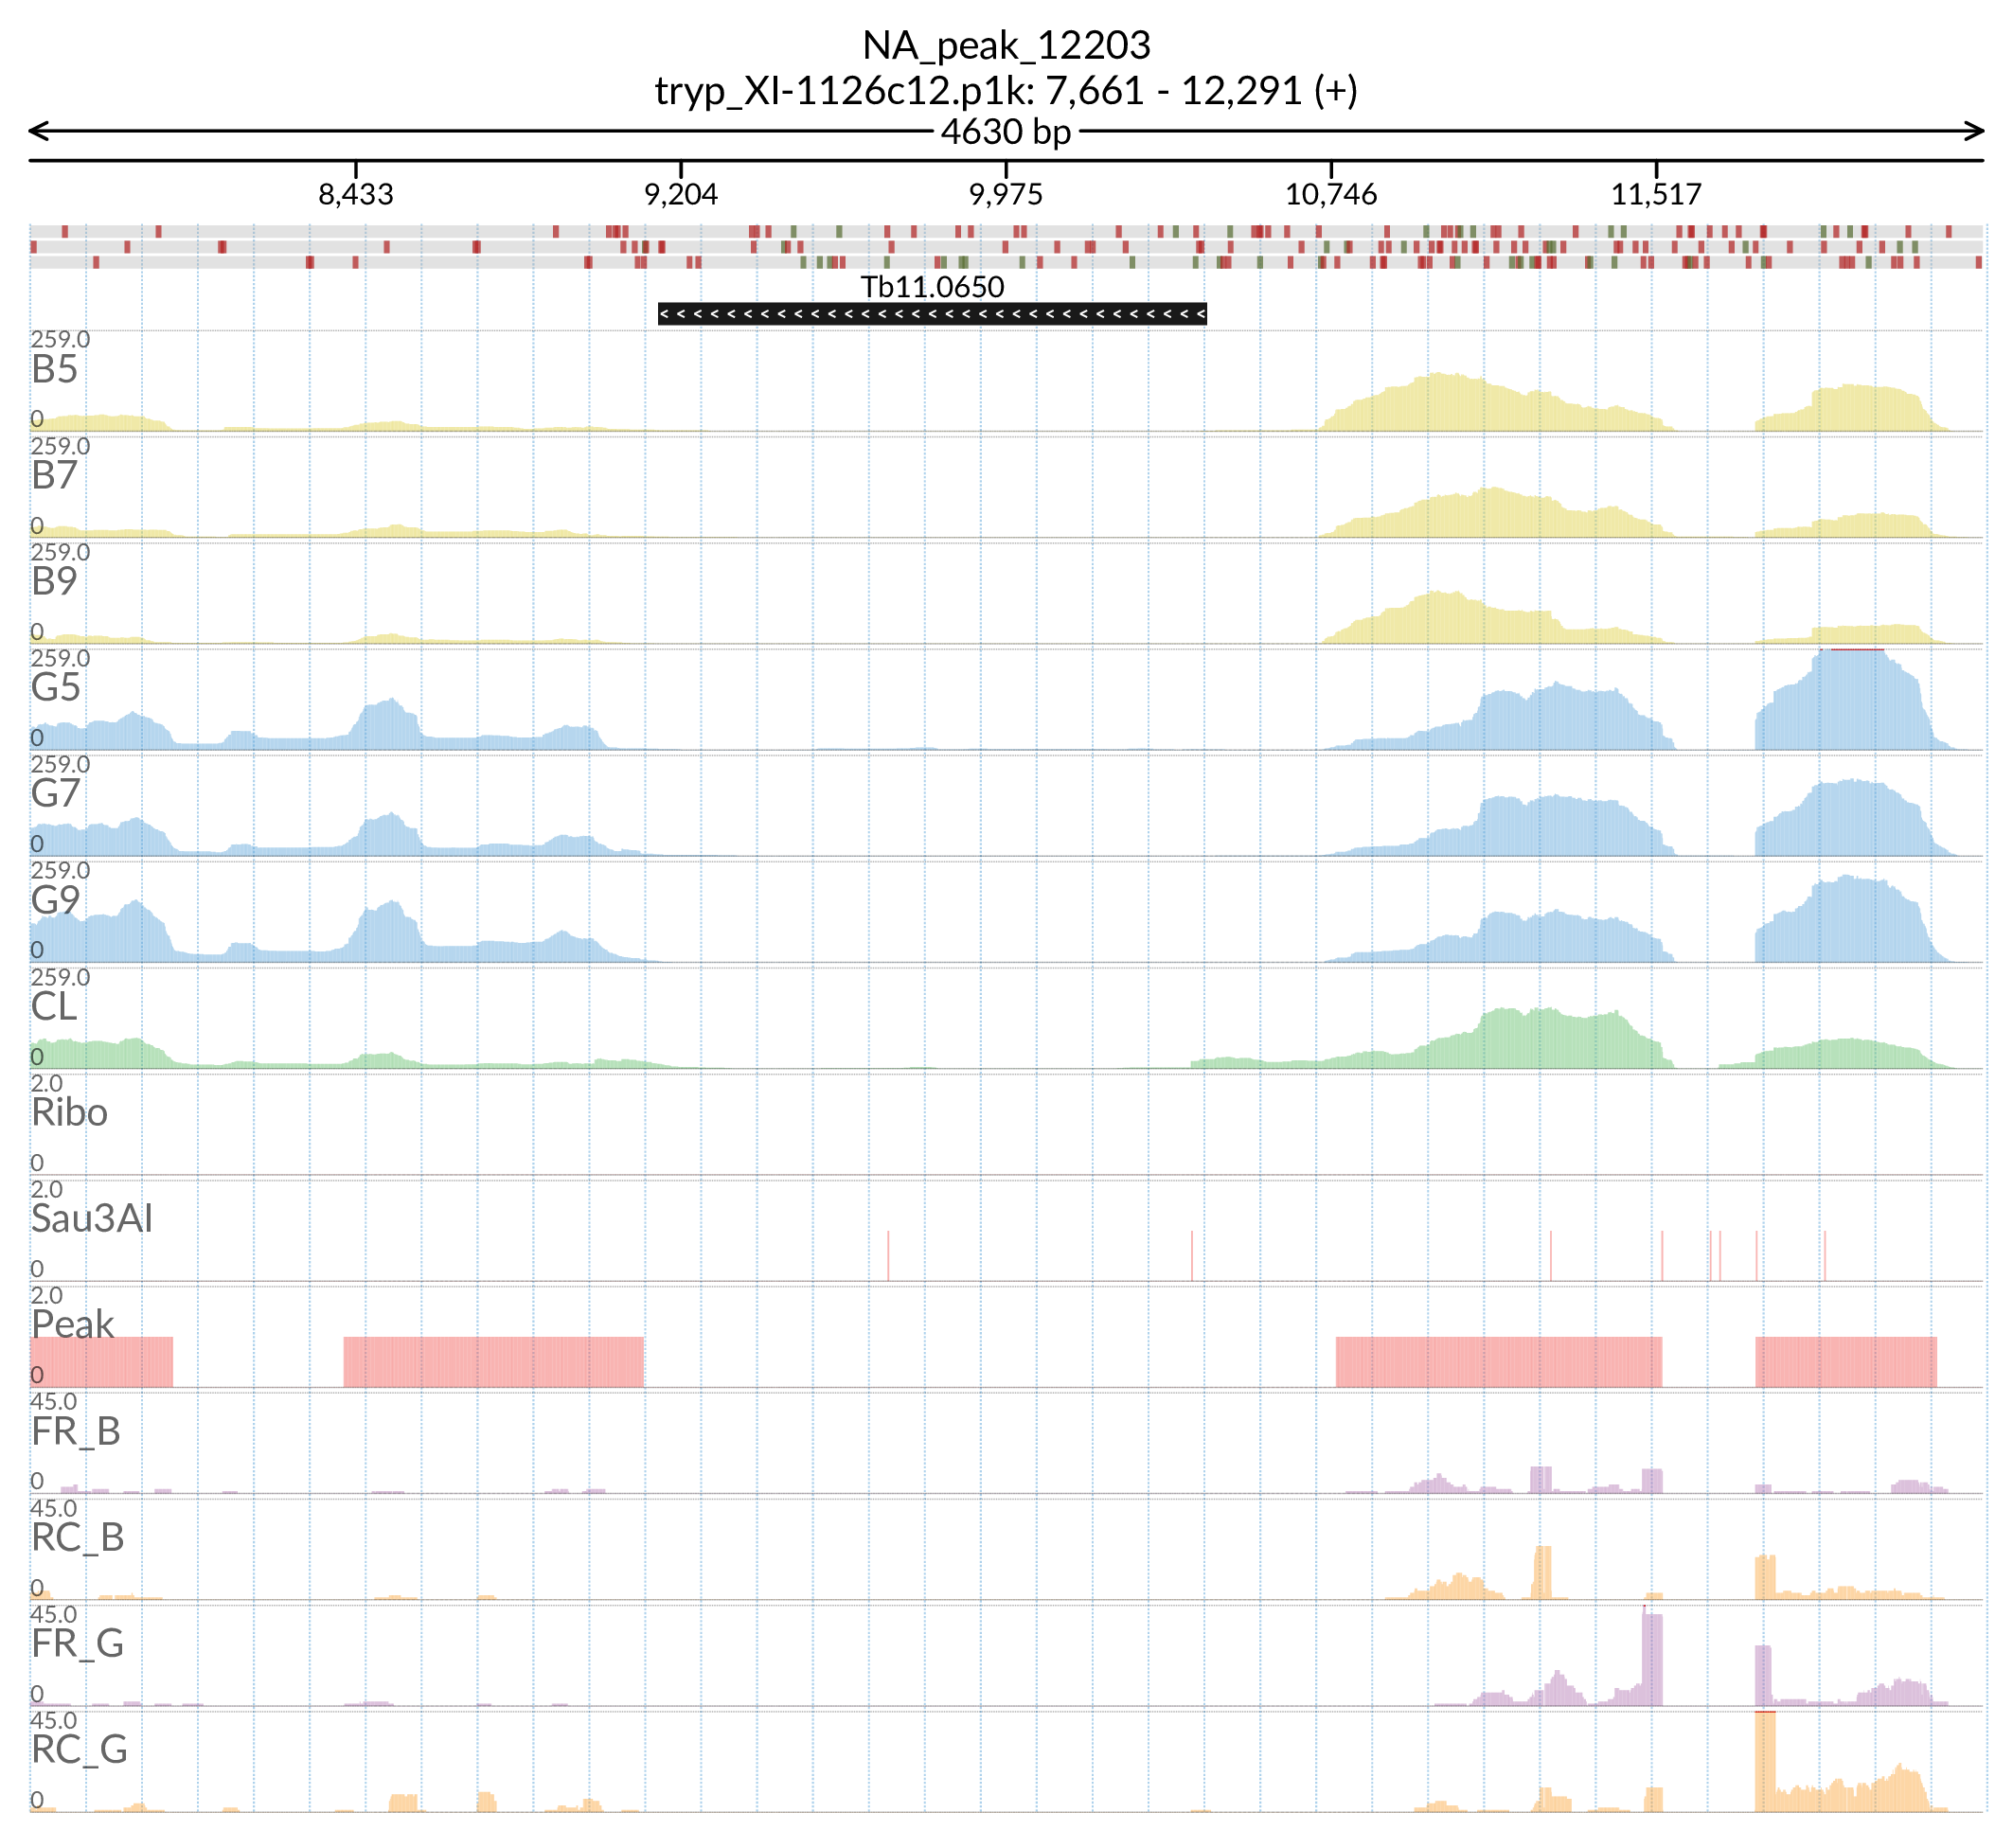 NA_peak_12203
tryp_XI-1126c12.p1k: 7,661 - 12,291 (+)
4630 bp
8,433 9,204 9,975 10,746 11,517
Tb11.0650
259.0
B5
0
259.0
B7
0
259.0
B9
0
259.0
G5
0
259.0
G7
0
259.0
G9
0
259.0
CL
0
2.0
Ribo
0
2.0
Sau3AI
0
2.0
Peak
0
45.0
FR_B
0
45.0
RC_B
0
45.0
FR_G
0
45.0
RC_G
0